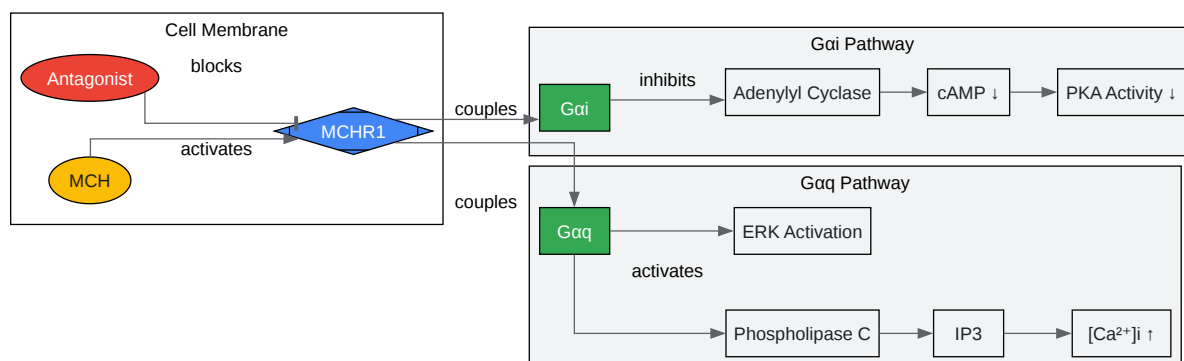 Cell Membrane
Antagonist
blocks
MCH
activates
MCHR1
couples
couples
Gαi Pathway
Gαi
inhibits
Adenylyl Cyclase
cAMP ↓
PKA Activity ↓
Gαq Pathway
Gαq
ERK Activation
activates
Phospholipase C
IP3
[Ca²⁺]i ↑